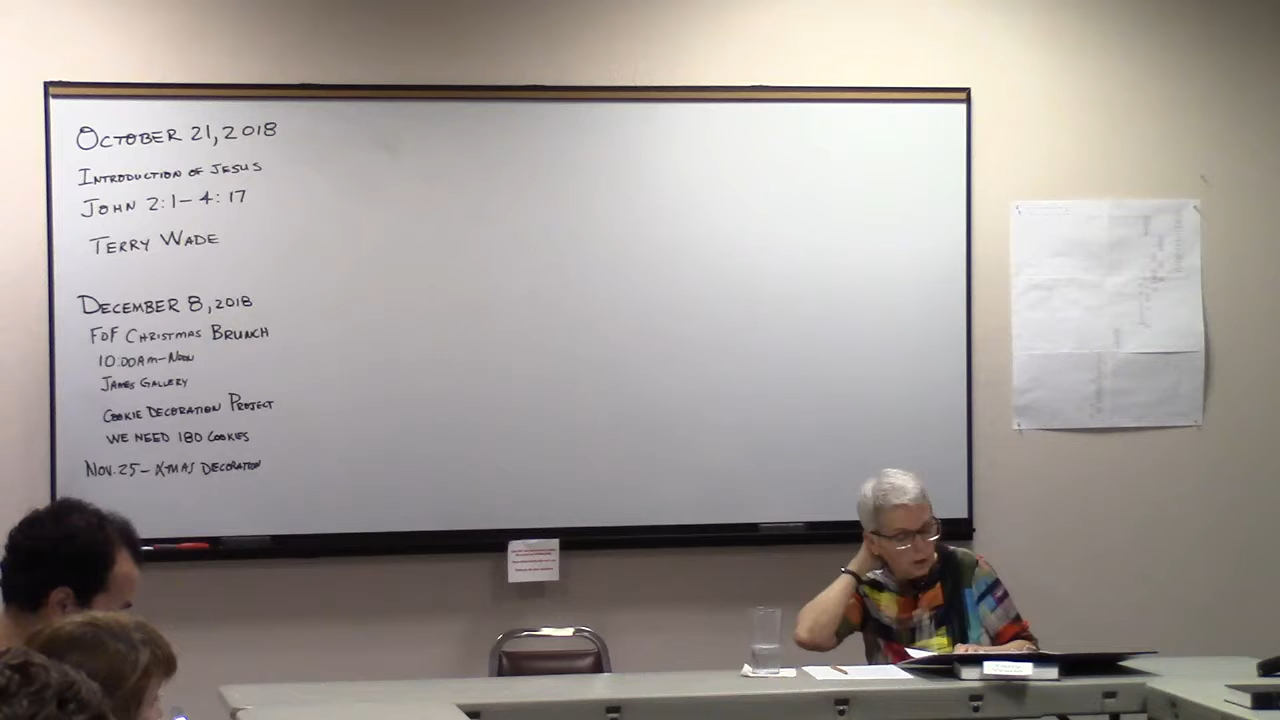 OCTOBER 21, 2018
INTRODUCTION OF JESUS
JOHN 2:1-4:17
TERRY WADE
DECEMBER 8, 2018
FOF CHRISTMAS BRUNCH
10:00AM-NOON
JAMES GALLERY
COOKIE DECORATION PROJECT
WE NEED 180 COOKIES
NOV. 25- XMAS DECORATION